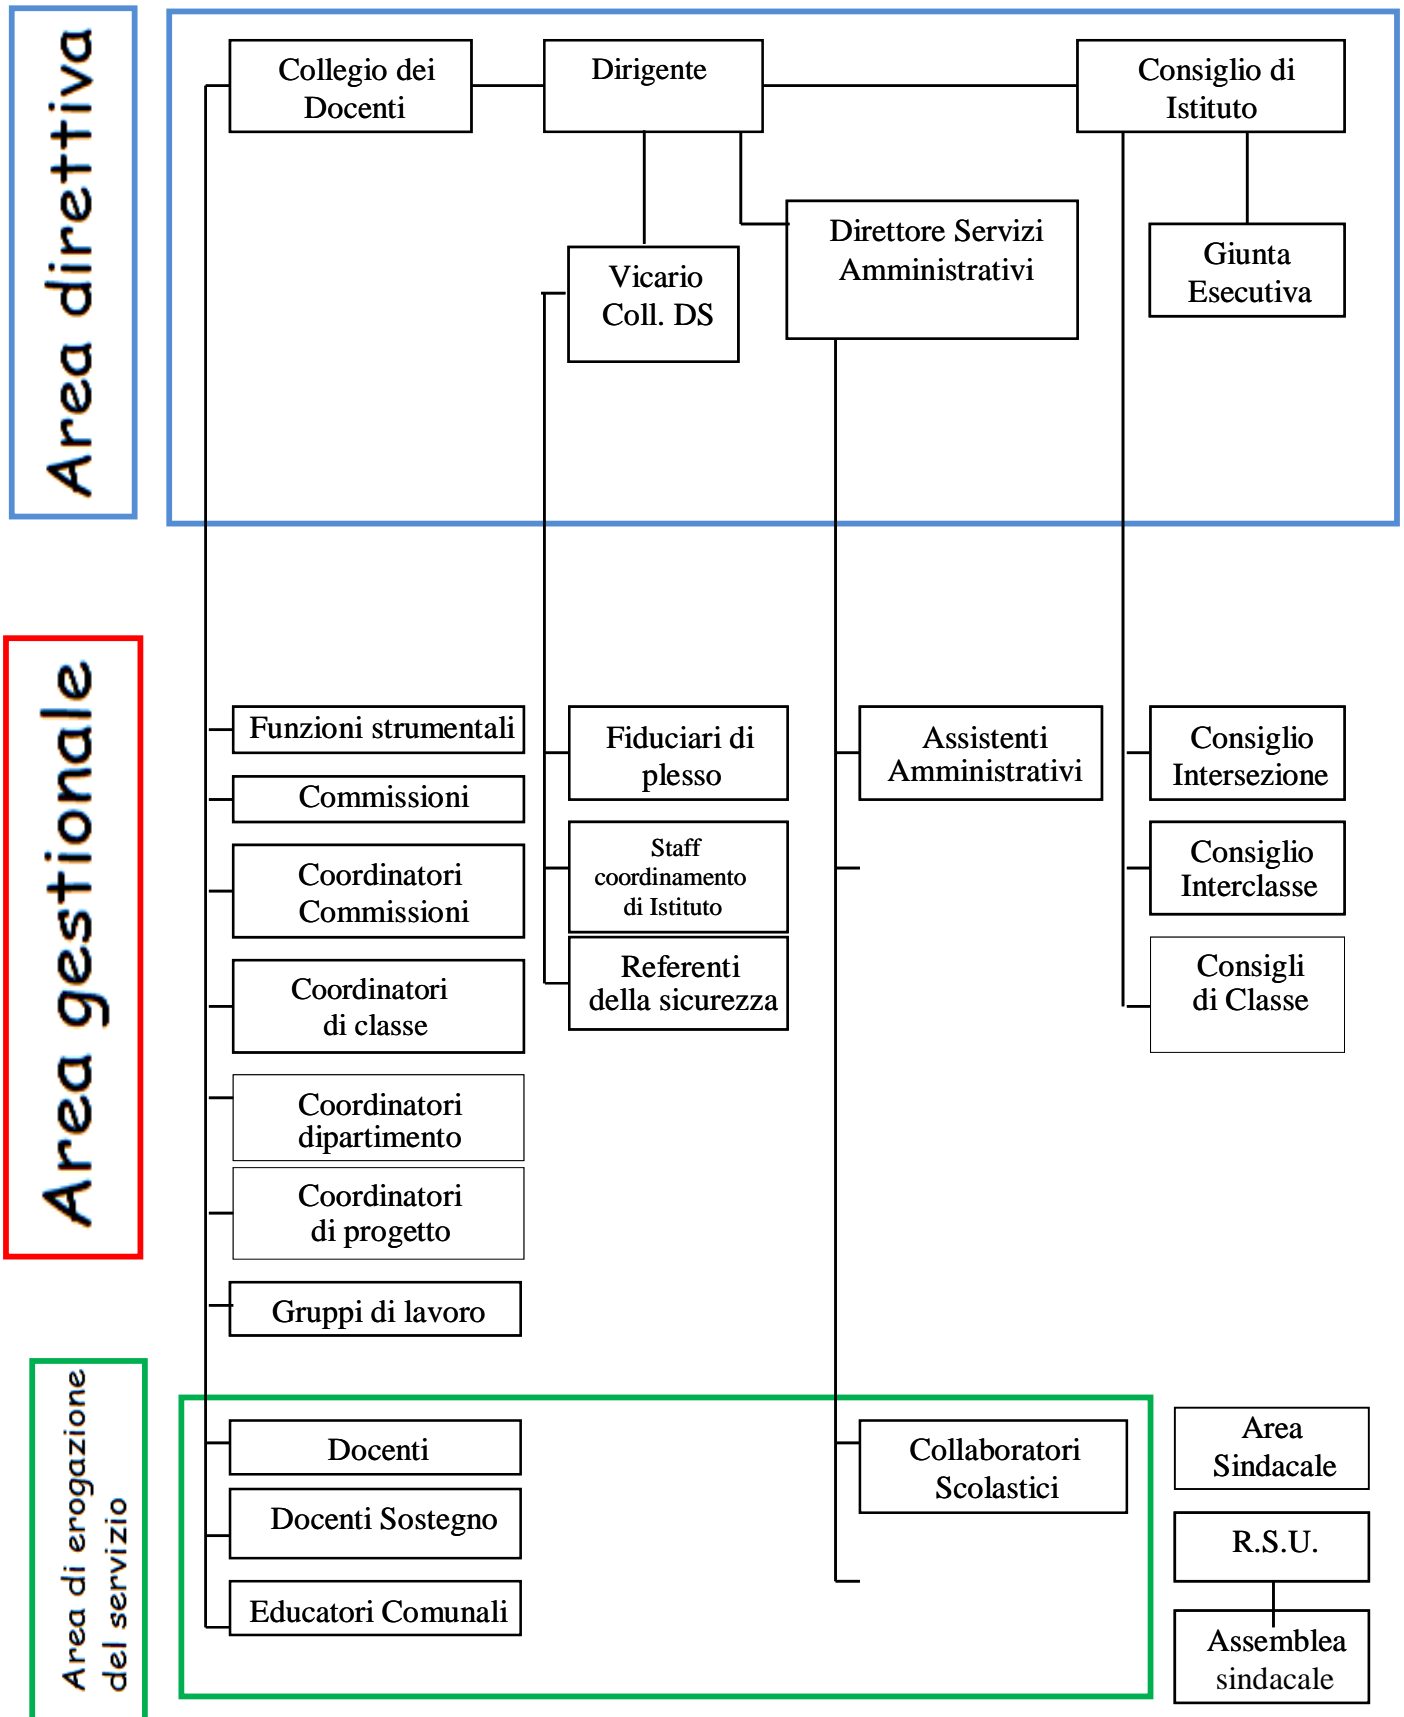 Area direttiva
Collegio dei
Docenti
Dirigente
Consiglio di
Istituto
Vicario
Coll. DS
Direttore Servizi
Amministrativi
Giunta
Esecutiva
Area gestionale
Funzioni strumentali
Commissioni
Coordinatori
Commissioni
Coordinatori
di classe
Coordinatori
dipartimento
Coordinatori
di progetto
Gruppi di lavoro
Fiduciari di
plesso
Staff
coordinamento
di Istituto
Referenti
della sicurezza
Assistenti
Amministrativi
Consiglio
Intersezione
Consiglio
Interclasse
Consigli
di Classe
Area di erogazione
del servizio
Docenti
Docenti Sostegno
Educatori Comunali
Collaboratori
Scolastici
Area
Sindacale
R.S.U.
Assemblea
sindacale